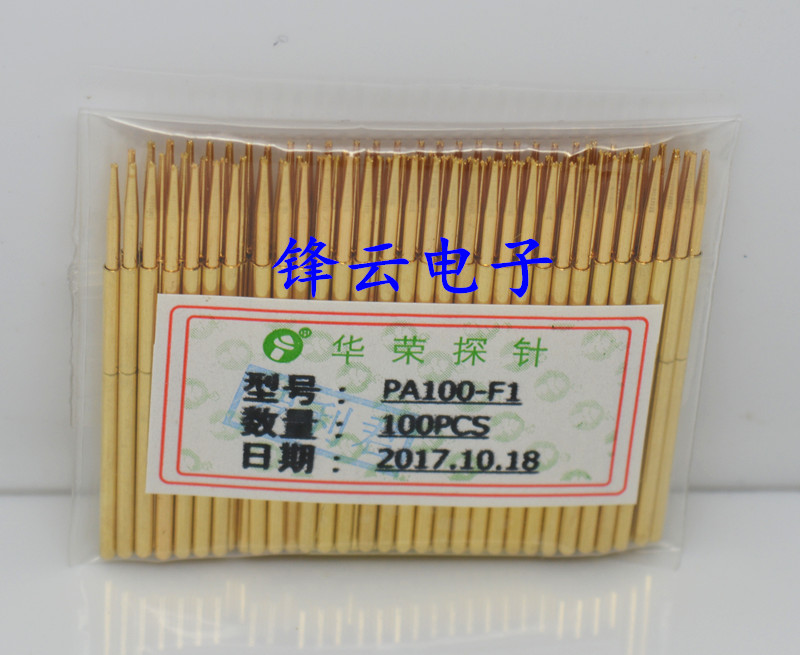 锋云电子
® 华荣探针
型号: PA100-F1
数量: 100PCS
日期: 2017.10.18